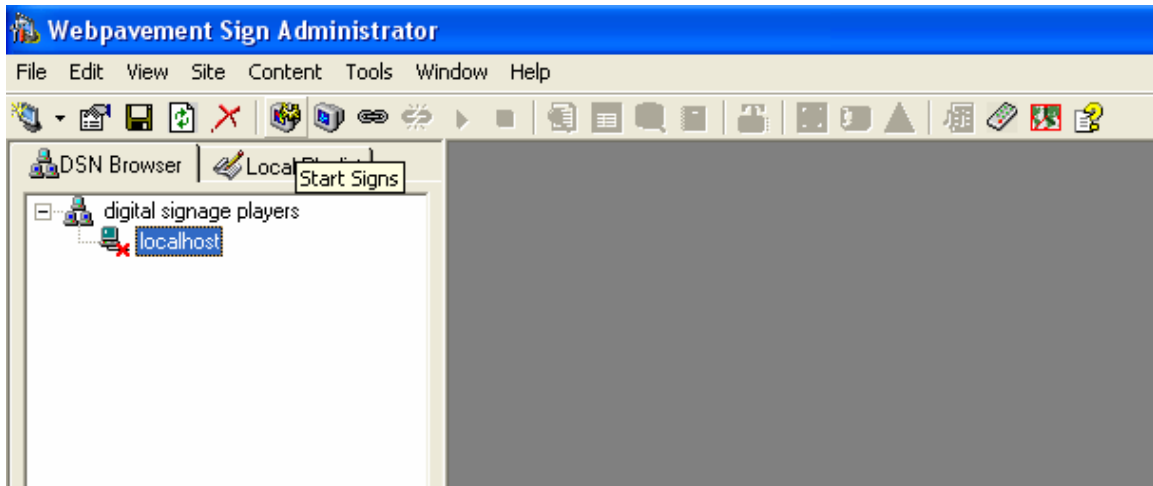 Webpavement Sign Administrator
File Edit View Site Content Tools Window Help
DSN Browser Local
Start Signs
digital signage players
localhost